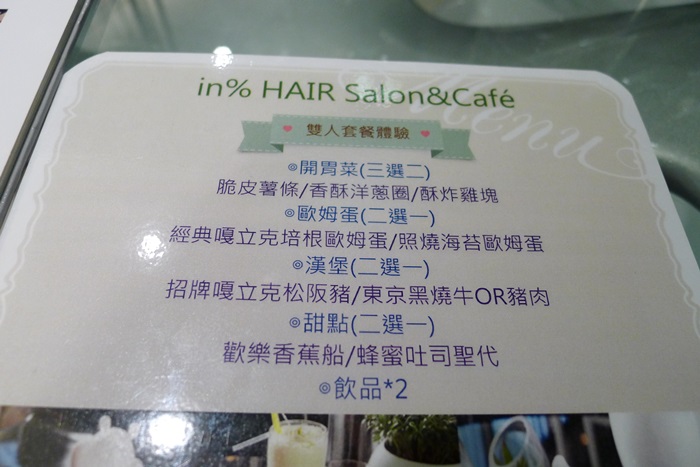 in% HAIR Salon&Café
Menu
雙人套餐體驗
◎開胃菜(三選二)
脆皮薯條/香酥洋蔥圈/酥炸雞塊
◎歐姆蛋(二選一)
經典嘎立克培根歐姆蛋/照燒海苔歐姆蛋
◎漢堡(二選一)
招牌嘎立克松阪豬/東京黑燒牛OR豬肉
◎甜點(二選一)
歡樂香蕉船/蜂蜜吐司聖代
◎飲品*2